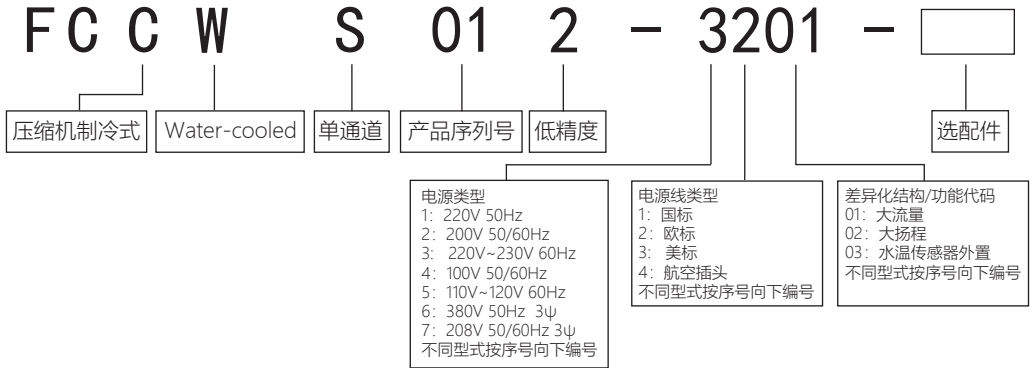 FCCW S 01 2 - 3201 -
压缩机制冷式
Water-cooled
单通道
产品序列号
低精度
选配件
电源类型
1: 220V 50Hz
2: 200V 50/60Hz
3: 220V~230V 60Hz
4: 100V 50/60Hz
5: 110V~120V 60Hz
6: 380V 50Hz 3ψ
7: 208V 50/60Hz 3ψ
不同型式按序号向下编号
电源线类型
1: 国标
2: 欧标
3: 美标
4: 航空插头
不同型式按序号向下编号
差异化结构/功能代码
01: 大流量
02: 大扬程
03: 水温传感器外置
不同型式按序号向下编号